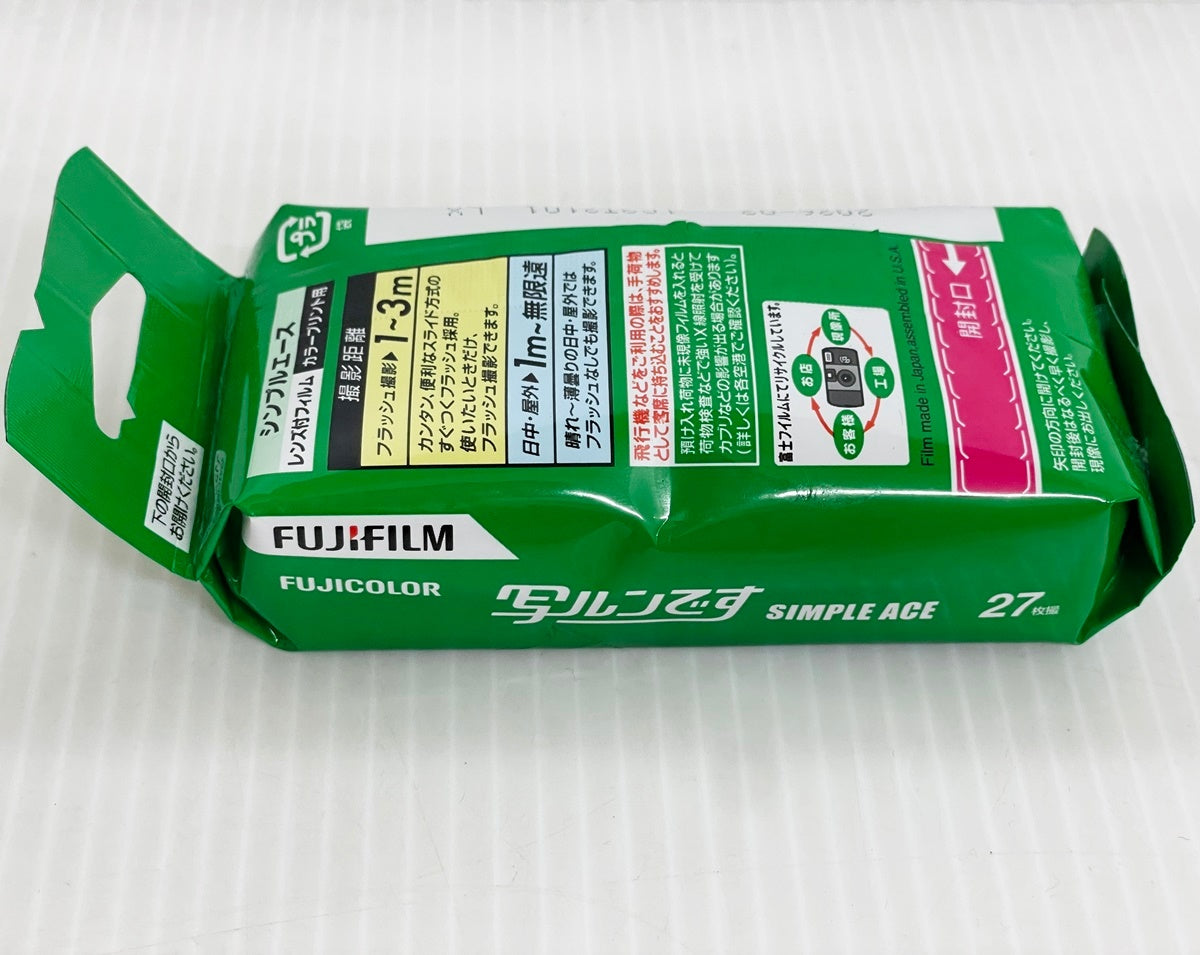 下の開封口から
お開けください。
プラ
袋
シンプルエース
レンズ付フィルム カラープリント用
撮影距離
フラッシュ撮影▶1~3m
カンタン、便利なスライド方式の
すぐつくフラッシュ採用。
使いたいときだけ、
フラッシュ撮影できます。
日中・屋外▶1m~無限遠
晴れ~薄曇りの日中・屋外では
フラッシュなしでも撮影できます。
飛行機などをご利用の際は、手荷物
として客席に持ち込むことをおすすめします。
預け入れ荷物に未現像フィルムを入れると
荷物検査などで強いX線照射を受けて
カブリなどの影響が出る場合があります
(詳しくは各空港でご確認ください)。
富士フイルムにてリサイクルしています。
お店
現像所
工場
お客様
Film made in Japan,assembled in U.S.A.
開封口
矢印の方向に開けてください。
開封後はなるべく早く撮影し、
現像にお出しください。
FUJIFILM
FUJICOLOR
写ルンです SIMPLE ACE 27枚撮